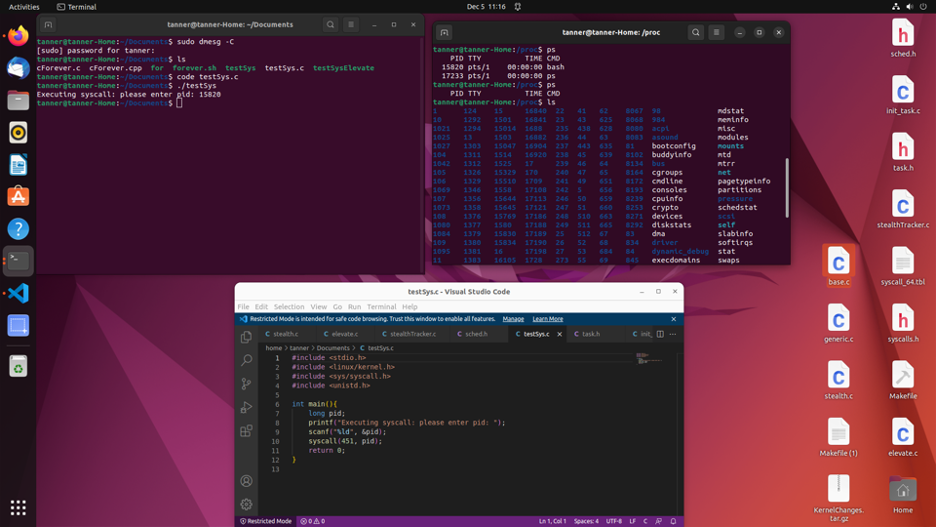 Activities
Terminal
Dec 5 11:16
tanner@tanner-Home: ~/Documents
tanner@tanner-Home:~/Documents$ sudo dmesg -C
[sudo] password for tanner:
tanner@tanner-Home:~/Documents$ ls
cForever.c cForever.cpp for forever.sh testSys testSys.c testSysElevate
tanner@tanner-Home:~/Documents$ code testSys.c
tanner@tanner-Home:~/Documents$ ./testSys
Executing syscall: please enter pid: 15820
tanner@tanner-Home:~/Documents$
tanner@tanner-Home: /proc
tanner@tanner-Home:/proc$ ps
PID TTY TIME CMD
15820 pts/1 00:00:00 bash
17233 pts/1 00:00:00 ps
tanner@tanner-Home:/proc$ ps
PID TTY TIME CMD
tanner@tanner-Home:/proc$ ls
1 124 15 16840 22 41 62 8067 98 mdstat
10 1292 1501 16841 23 43 625 8068 984 meminfo
1021 1294 15014 1688 235 430 628 8080 acpi misc
1025 13 1503 16882 236 44 63 8083 asound modules
1027 1303 15047 16904 237 443 635 81 bootconfig mounts
104 1311 1514 16920 238 45 639 8102 buddyinfo mtd
1042 1312 1525 17 239 46 64 8134 bus mtrr
105 1326 15329 170 240 47 65 8164 cgroups net
106 1329 15510 1709 241 49 651 8172 cmdline pagetypeinfo
1069 1346 1558 17100 242 5 656 8193 consoles partitions
107 1356 15644 17113 246 50 659 8239 cpuinfo pressure
1073 1358 15645 17121 247 51 660 8253 crypto schedstat
108 1376 15769 17186 248 510 663 8271 devices scsi
1080 1377 1580 17188 249 511 665 8292 diskstats self
1084 1379 15830 17189 25 512 67 83 dma slabinfo
109 1380 15834 17190 26 52 68 834 driver softirqs
1095 1381 16 17198 27 53 684 84 dynamic_debug stat
11 1383 16105 1728 273 55 69 845 execdomains swaps
testSys.c - Visual Studio Code
File Edit Selection View Go Run Terminal Help
Restricted Mode is intended for safe code browsing. Trust this window to enable all features. Manage Learn More
stealth.c elevate.c stealthTracker.c sched.h testSys.c task.h init_
home > tanner > Documents > testSys.c
1 #include <stdio.h>
2 #include <linux/kernel.h>
3 #include <sys/syscall.h>
4 #include <unistd.h>
5
6 int main(){
7 long pid;
8 printf("Executing syscall: please enter pid: ");
9 scanf("%ld", &pid);
10 syscall(451, pid);
11 return 0;
12 }
13
Restricted Mode 0 0 Ln 1, Col 1 Spaces: 4 UTF-8 LF C
sched.h
init_task.c
task.h
stealthTracker.c
base.c
syscall_64.tbl
generic.c
syscalls.h
stealth.c
Makefile
Makefile (1)
elevate.c
KernelChanges.
tar.gz
Home